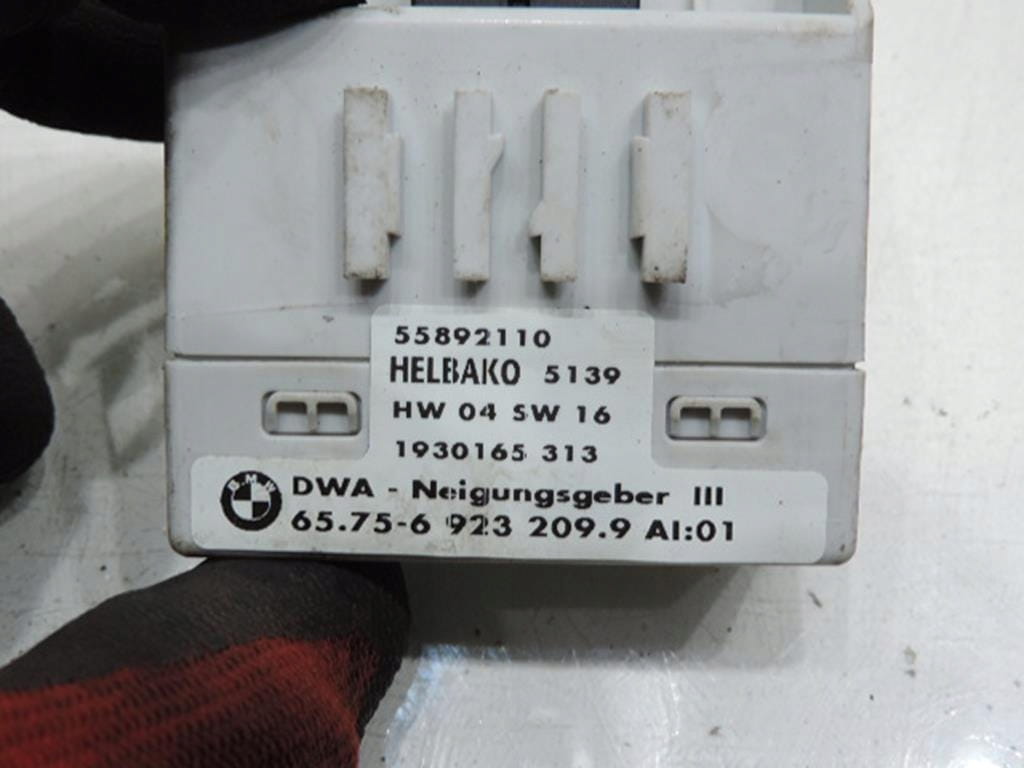 55892110
HELBAKO 5139
HW 04 SW 16
1930165 313
BMW DWA - Neigungsgeber III
65.75-6 923 209.9 AI:01